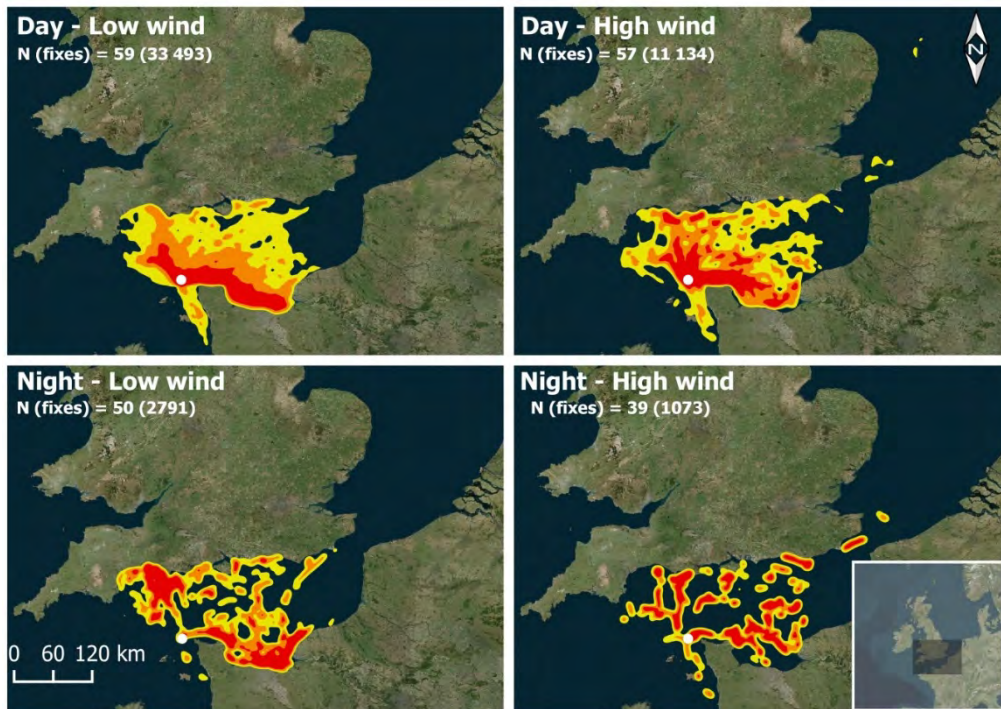 Day - Low wind
N (fixes) = 59 (33 493)
Day - High wind
N (fixes) = 57 (11 134)
N
Night - Low wind
N (fixes) = 50 (2791)
0 60 120 km
Night - High wind
N (fixes) = 39 (1073)